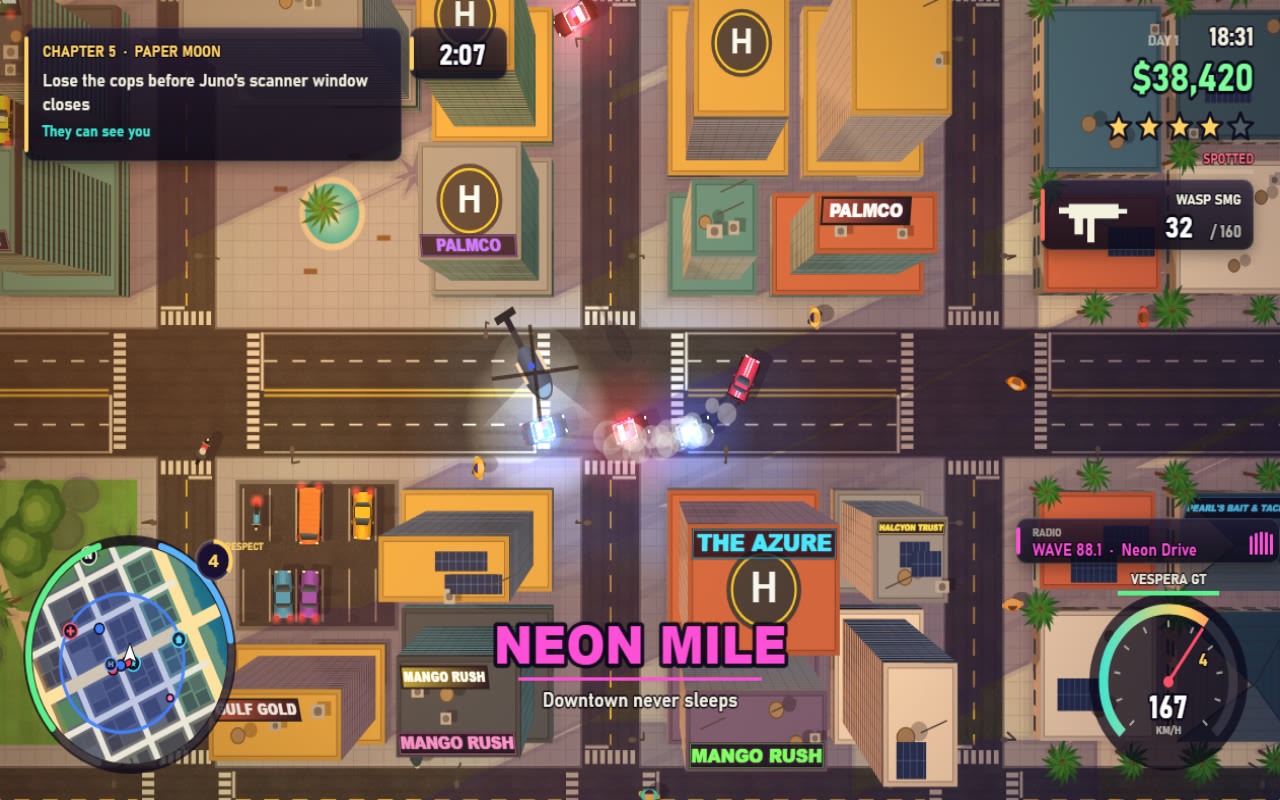 CHAPTER 5 · PAPER MOON
Lose the cops before Juno's scanner window
closes
They can see you
2:07
DAY 1 18:31
$38,420
SPOTTED
WASP SMG
32 / 160
H
H
H
PALMCO
PALMCO
RESPECT
4
N
H
GULF GOLD
MANGO RUSH
MANGO RUSH
THE AZURE
H
HALCYON TRUST
NEON MILE
Downtown never sleeps
MANGO RUSH
PEARL'S BAIT & TAC
RADIO
WAVE 88.1 · Neon Drive
VESPERA GT
4
167
KM/H